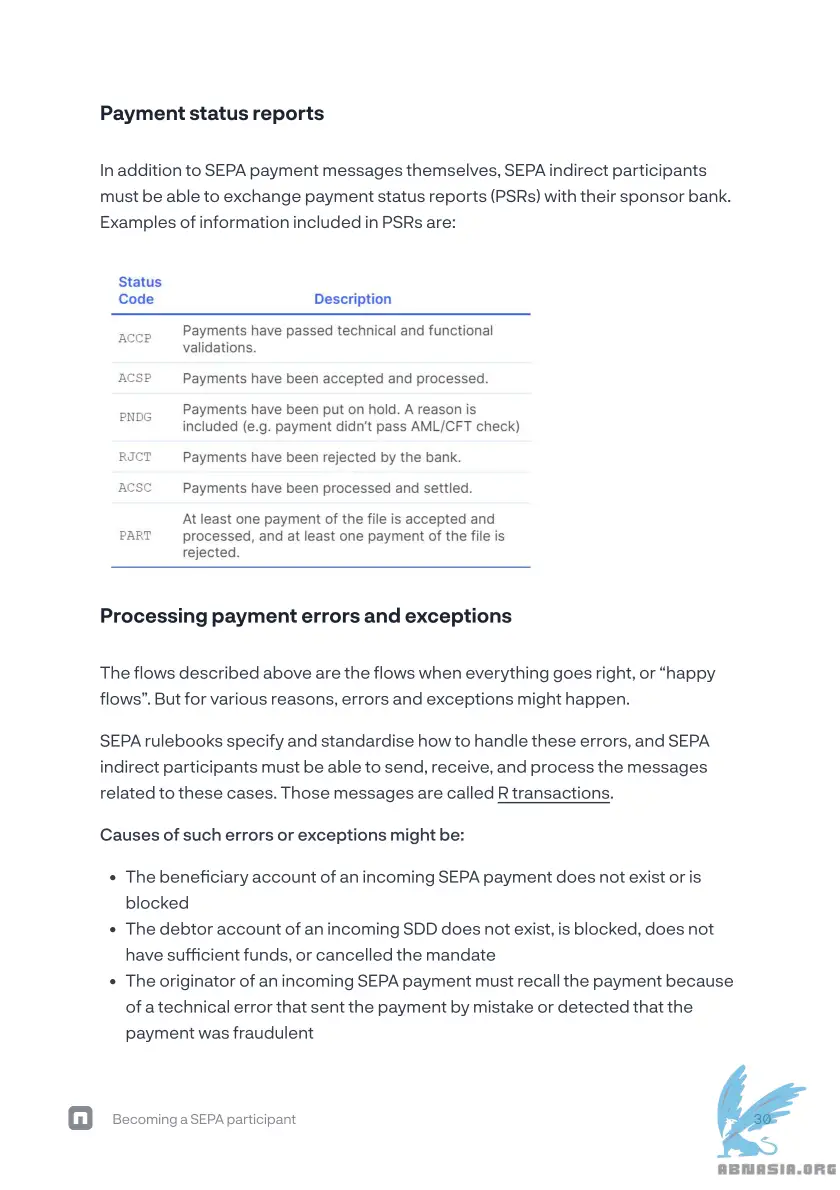 Payment status reports
In addition to SEPA payment messages themselves, SEPA indirect participants
must be able to exchange payment status reports (PSRs) with their sponsor bank.
Examples of information included in PSRs are:
Status
Code Description
ACCP Payments have passed technical and functional
validations.
ACSP Payments have been accepted and processed.
PNDG Payments have been put on hold. A reason is
included (e.g. payment didn't pass AML/CFT check)
RJCT Payments have been rejected by the bank.
ACSC Payments have been processed and settled.
PART At least one payment of the file is accepted and
processed, and at least one payment of the file is
rejected.
Processing payment errors and exceptions
The flows described above are the flows when everything goes right, or “happy
flows”. But for various reasons, errors and exceptions might happen.
SEPA rulebooks specify and standardise how to handle these errors, and SEPA
indirect participants must be able to send, receive, and process the messages
related to these cases. Those messages are called R transactions.
Causes of such errors or exceptions might be:
• The beneficiary account of an incoming SEPA payment does not exist or is
blocked
• The debtor account of an incoming SDD does not exist, is blocked, does not
have sufficient funds, or cancelled the mandate
• The originator of an incoming SEPA payment must recall the payment because
of a technical error that sent the payment by mistake or detected that the
payment was fraudulent
Becoming a SEPA participant 30
ABNASIA.ORG